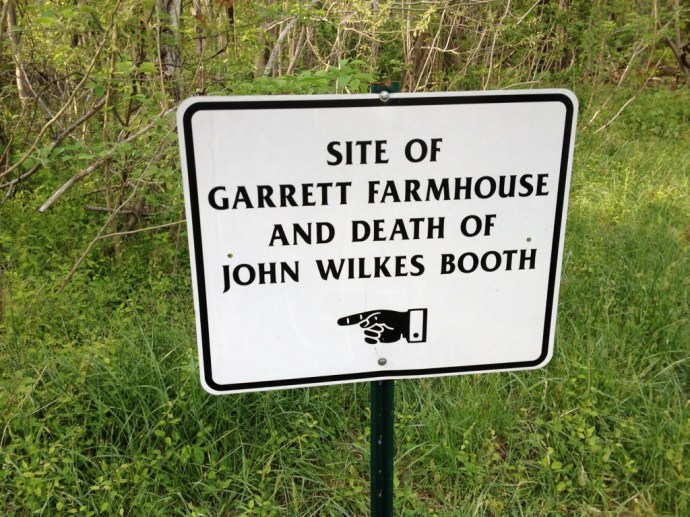 SITE OF
GARRETT FARMHOUSE
AND DEATH OF
JOHN WILKES BOOTH